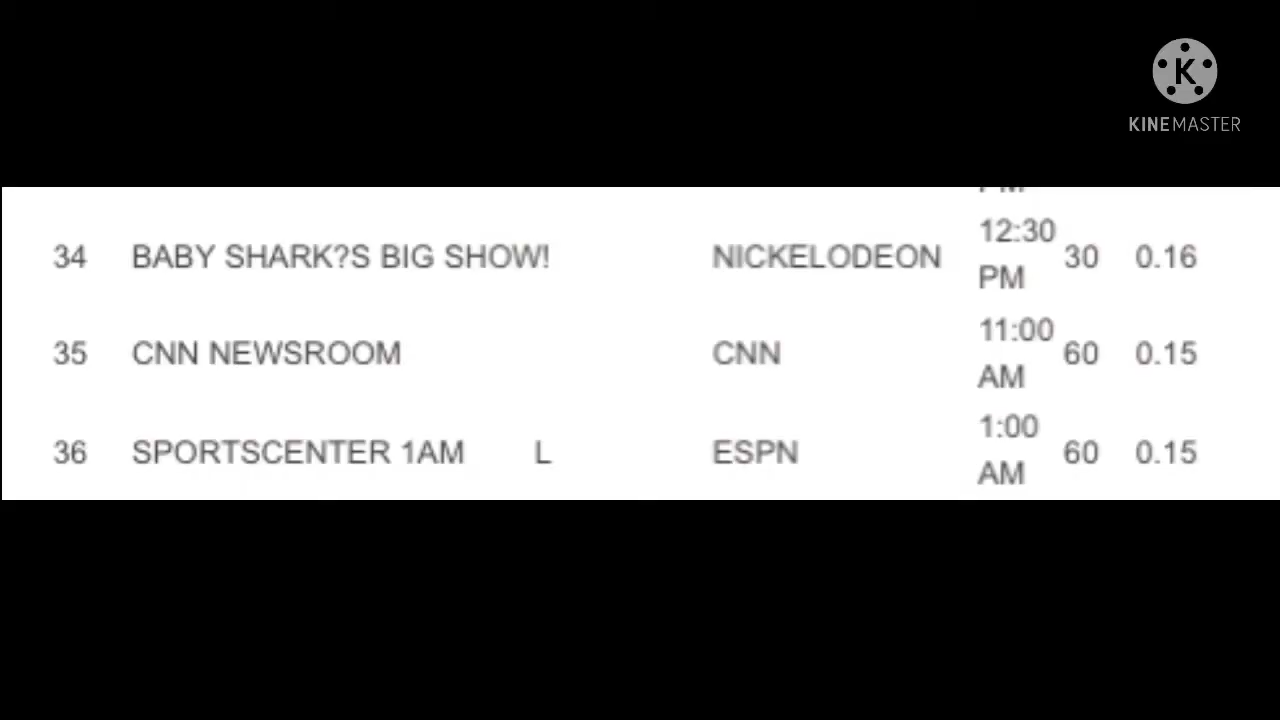 K
KINEMASTER
PM
34 BABY SHARK?S BIG SHOW! NICKELODEON 12:30 PM 30 0.16
35 CNN NEWSROOM CNN 11:00 AM 60 0.15
36 SPORTSCENTER 1AM L ESPN 1:00 AM 60 0.15